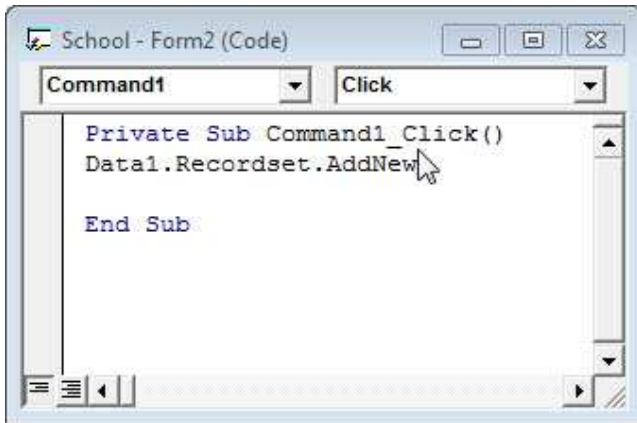 School - Form2 (Code)
Command1 Click
Private Sub Command1_Click()
Data1.Recordset.AddNew
End Sub